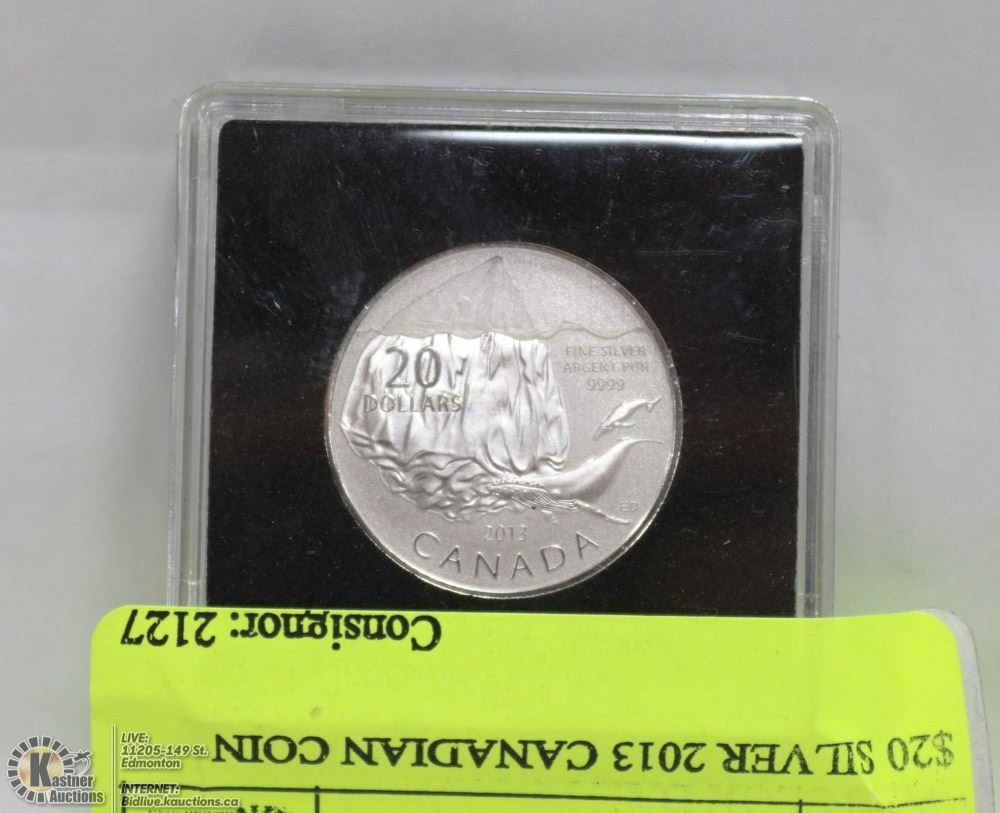 20
DOLLARS
FINE SILVER
ARGENT PUR
9999
ED
2013
CANADA
Consignor: 2127
$20 SILVER 2013 CANADIAN COIN
LIVE:
11205-149 St.
Edmonton
INTERNET:
Bidlive.kauctions.ca
Kastner
Auctions